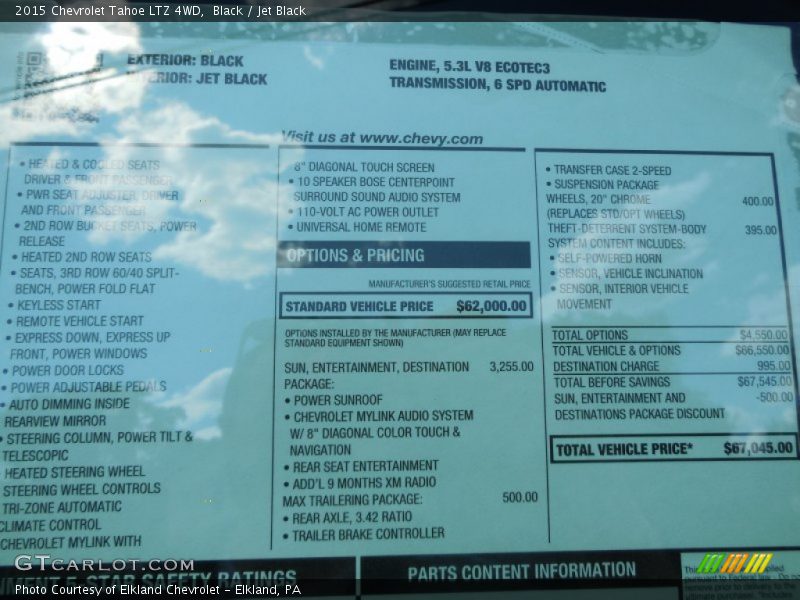 2015 Chevrolet Tahoe LTZ 4WD, Black / Jet Black
EXTERIOR: BLACK
INTERIOR: JET BLACK
ENGINE, 5.3L V8 ECOTEC3
TRANSMISSION, 6 SPD AUTOMATIC
Visit us at www.chevy.com
• HEATED & COOLED SEATS
DRIVER & FRONT PASSENGER
• PWR SEAT ADJUSTER, DRIVER
AND FRONT PASSENGER
• 2ND ROW BUCKET SEATS, POWER
RELEASE
• HEATED 2ND ROW SEATS
• SEATS, 3RD ROW 60/40 SPLIT-
BENCH, POWER FOLD FLAT
• KEYLESS START
• REMOTE VEHICLE START
• EXPRESS DOWN, EXPRESS UP
FRONT, POWER WINDOWS
• POWER DOOR LOCKS
• POWER ADJUSTABLE PEDALS
• AUTO DIMMING INSIDE
REARVIEW MIRROR
• STEERING COLUMN, POWER TILT &
TELESCOPIC
HEATED STEERING WHEEL
STEERING WHEEL CONTROLS
TRI-ZONE AUTOMATIC
CLIMATE CONTROL
CHEVROLET MYLINK WITH
8" DIAGONAL TOUCH SCREEN
• 10 SPEAKER BOSE CENTERPOINT
SURROUND SOUND AUDIO SYSTEM
• 110-VOLT AC POWER OUTLET
• UNIVERSAL HOME REMOTE
OPTIONS & PRICING
MANUFACTURER'S SUGGESTED RETAIL PRICE
STANDARD VEHICLE PRICE $62,000.00
OPTIONS INSTALLED BY THE MANUFACTURER (MAY REPLACE
STANDARD EQUIPMENT SHOWN)
SUN, ENTERTAINMENT, DESTINATION 3,255.00
PACKAGE:
• POWER SUNROOF
• CHEVROLET MYLINK AUDIO SYSTEM
W/ 8" DIAGONAL COLOR TOUCH &
NAVIGATION
• REAR SEAT ENTERTAINMENT
• ADD'L 9 MONTHS XM RADIO
MAX TRAILERING PACKAGE: 500.00
• REAR AXLE, 3.42 RATIO
• TRAILER BRAKE CONTROLLER
• TRANSFER CASE 2-SPEED
• SUSPENSION PACKAGE
WHEELS, 20" CHROME 400.00
(REPLACES STD/OPT WHEELS)
THEFT-DETERRENT SYSTEM-BODY 395.00
SYSTEM CONTENT INCLUDES:
• SELF-POWERED HORN
• SENSOR, VEHICLE INCLINATION
• SENSOR, INTERIOR VEHICLE
MOVEMENT
TOTAL OPTIONS $4,550.00
TOTAL VEHICLE & OPTIONS $66,550.00
DESTINATION CHARGE 995.00
TOTAL BEFORE SAVINGS $67,545.00
SUN, ENTERTAINMENT AND -500.00
DESTINATIONS PACKAGE DISCOUNT
TOTAL VEHICLE PRICE* $67,045.00
GTCarlot.com
5-STAR SAFETY RATINGS
PARTS CONTENT INFORMATION
Photo Courtesy of Elkland Chevrolet - Elkland, PA